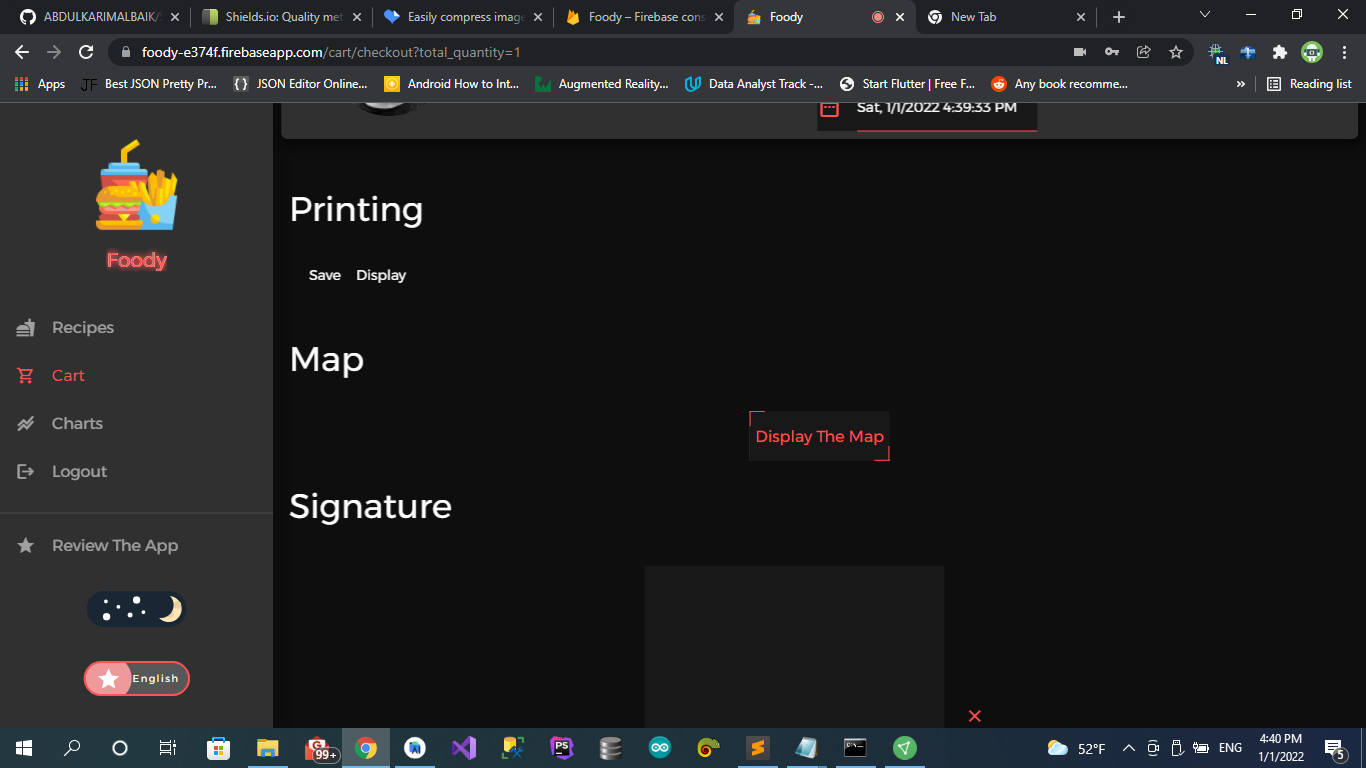 ABDULKARIMALBAIK/
Shields.io: Quality met
Easily compress image
Foody – Firebase cons
Foody
New Tab
foody-e374f.firebaseapp.com/cart/checkout?total_quantity=1
NL
Apps
JF Best JSON Pretty Pr...
{} JSON Editor Online...
Android How to Int...
Augmented Reality...
Data Analyst Track -...
Start Flutter | Free F...
Any book recomme...
»
Reading list
Sat, 1/1/2022 4:39:33 PM
Foody
Recipes
Cart
Charts
Logout
Review The App
English
Printing
Save Display
Map
Display The Map
Signature
99+
PS
52°F
ENG
4:40 PM
1/1/2022
5